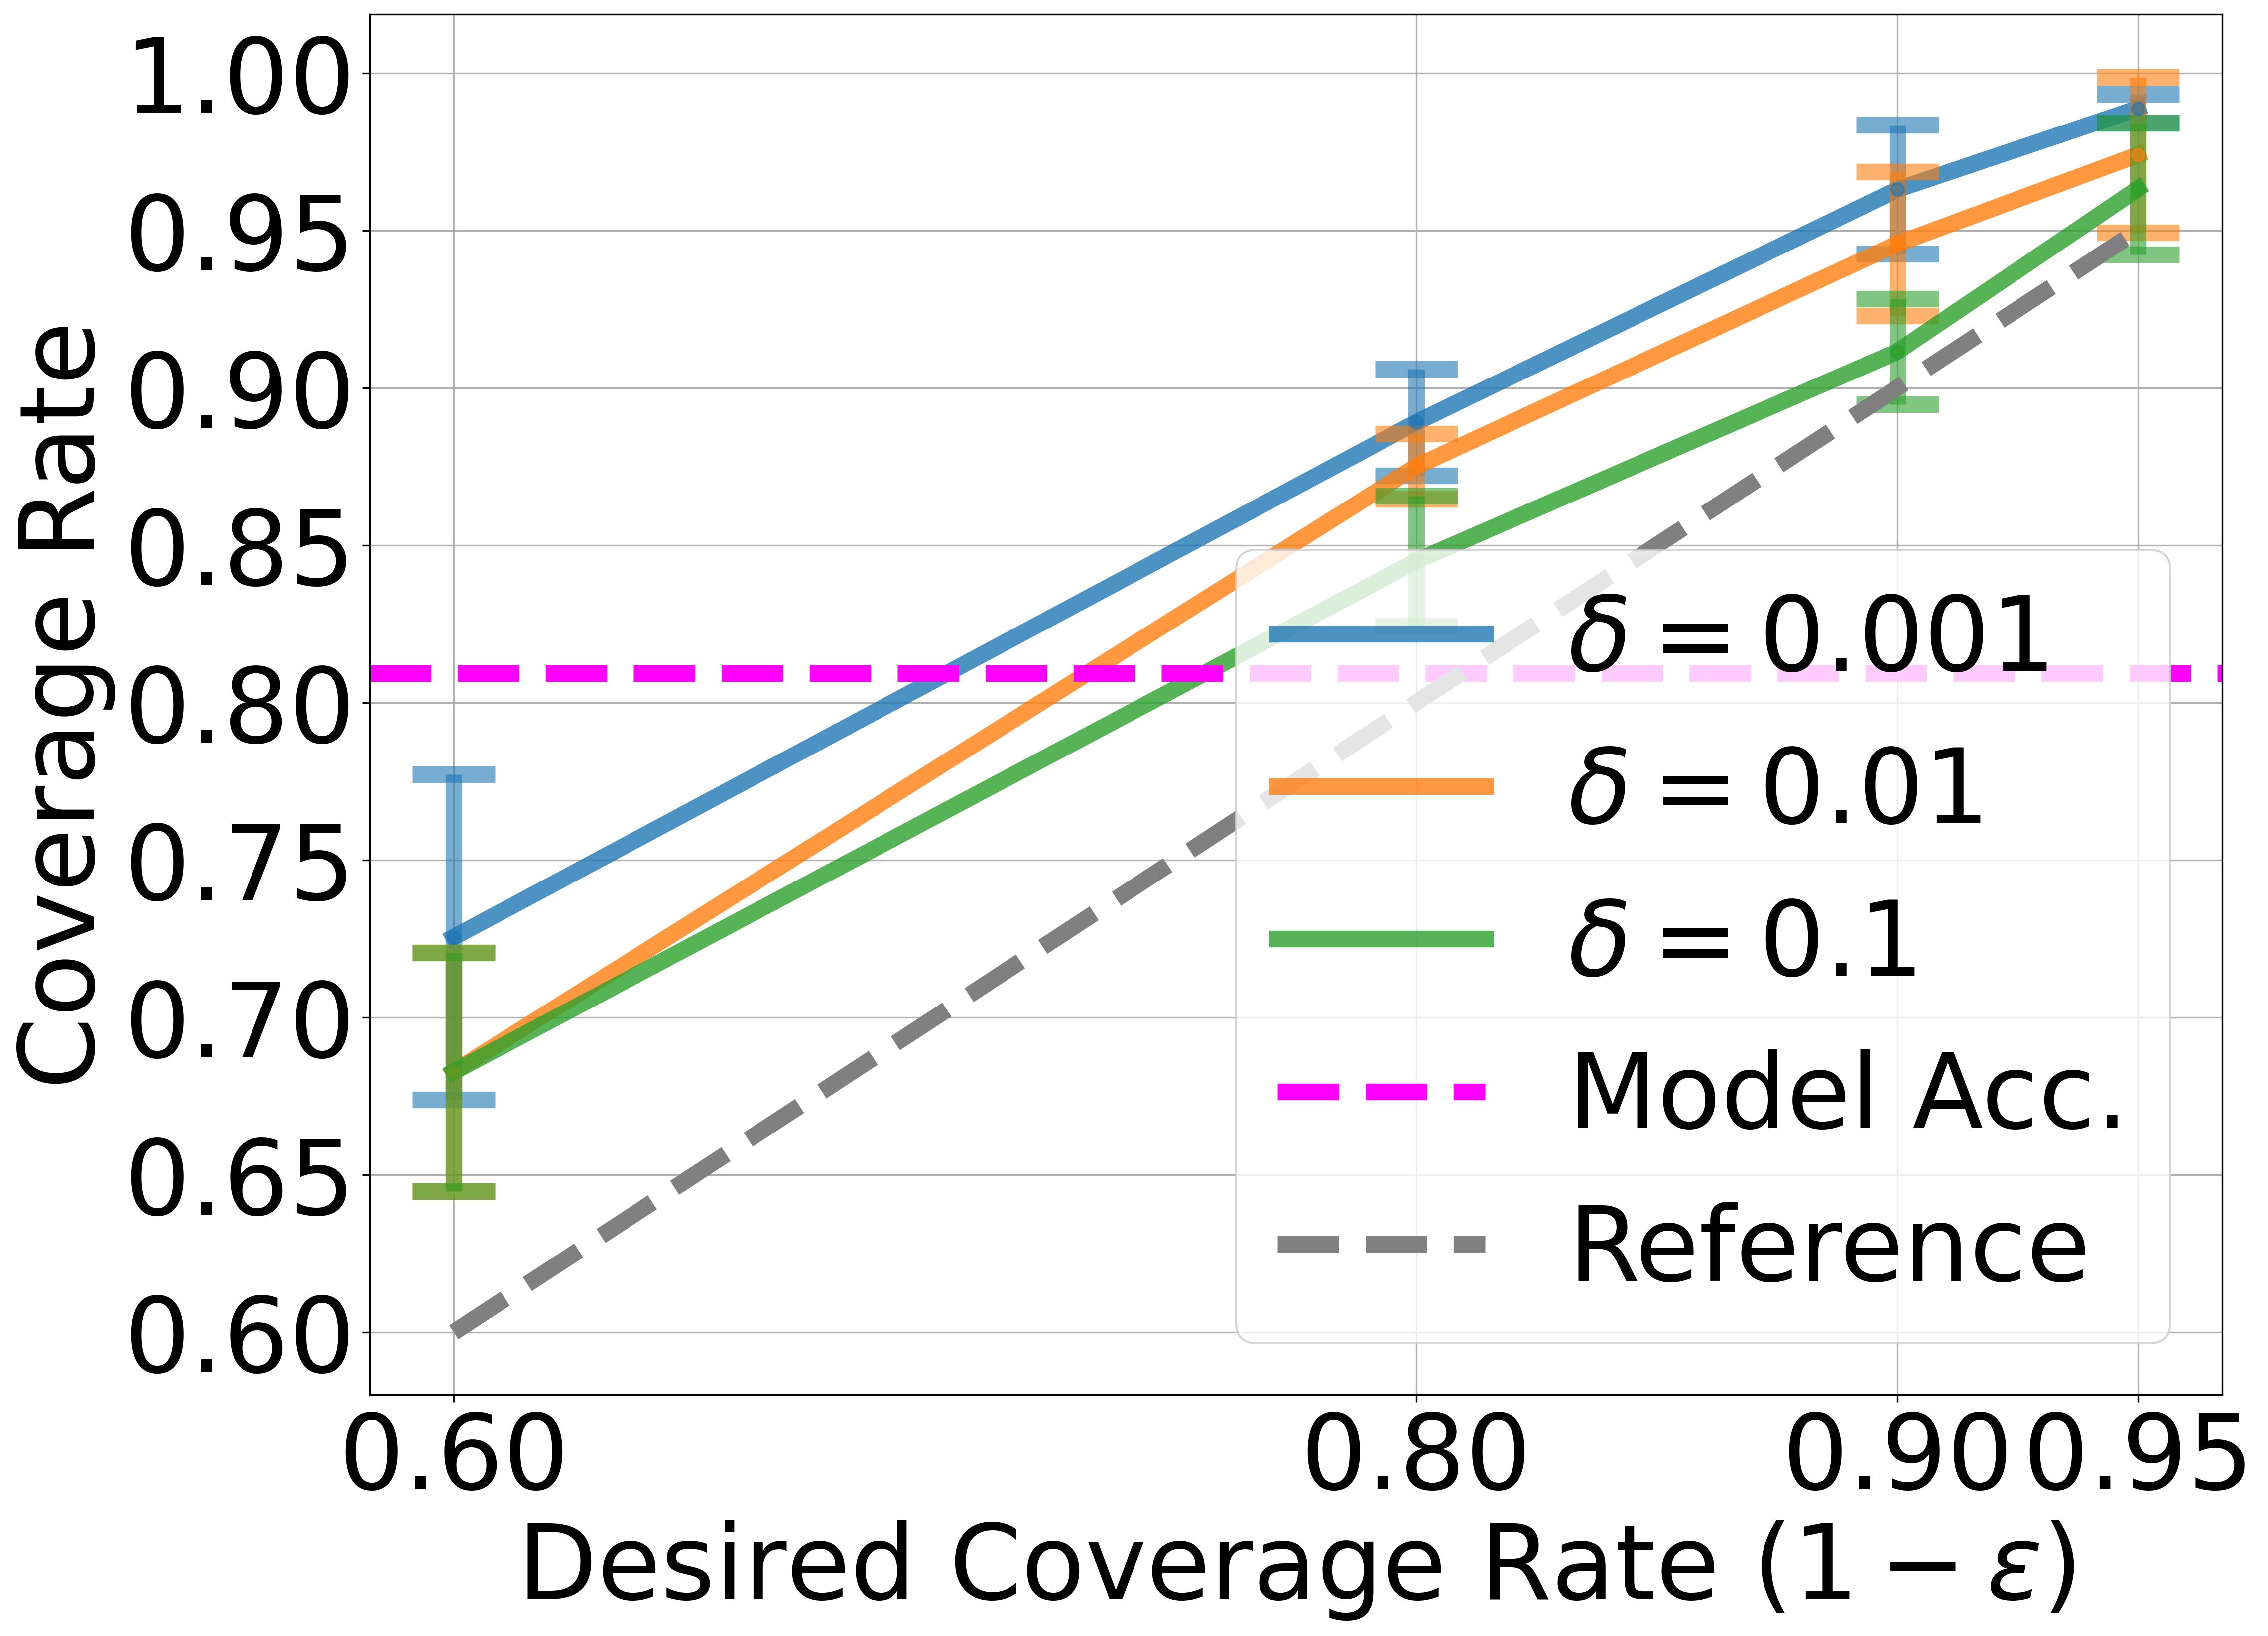 Coverage Rate
1.00
0.95
0.90
0.85
0.80
0.75
0.70
0.65
0.60
δ = 0.001
δ = 0.01
δ = 0.1
Model Acc.
Reference
0.60 0.80 0.90 0.95
Desired Coverage Rate (1 − ε)